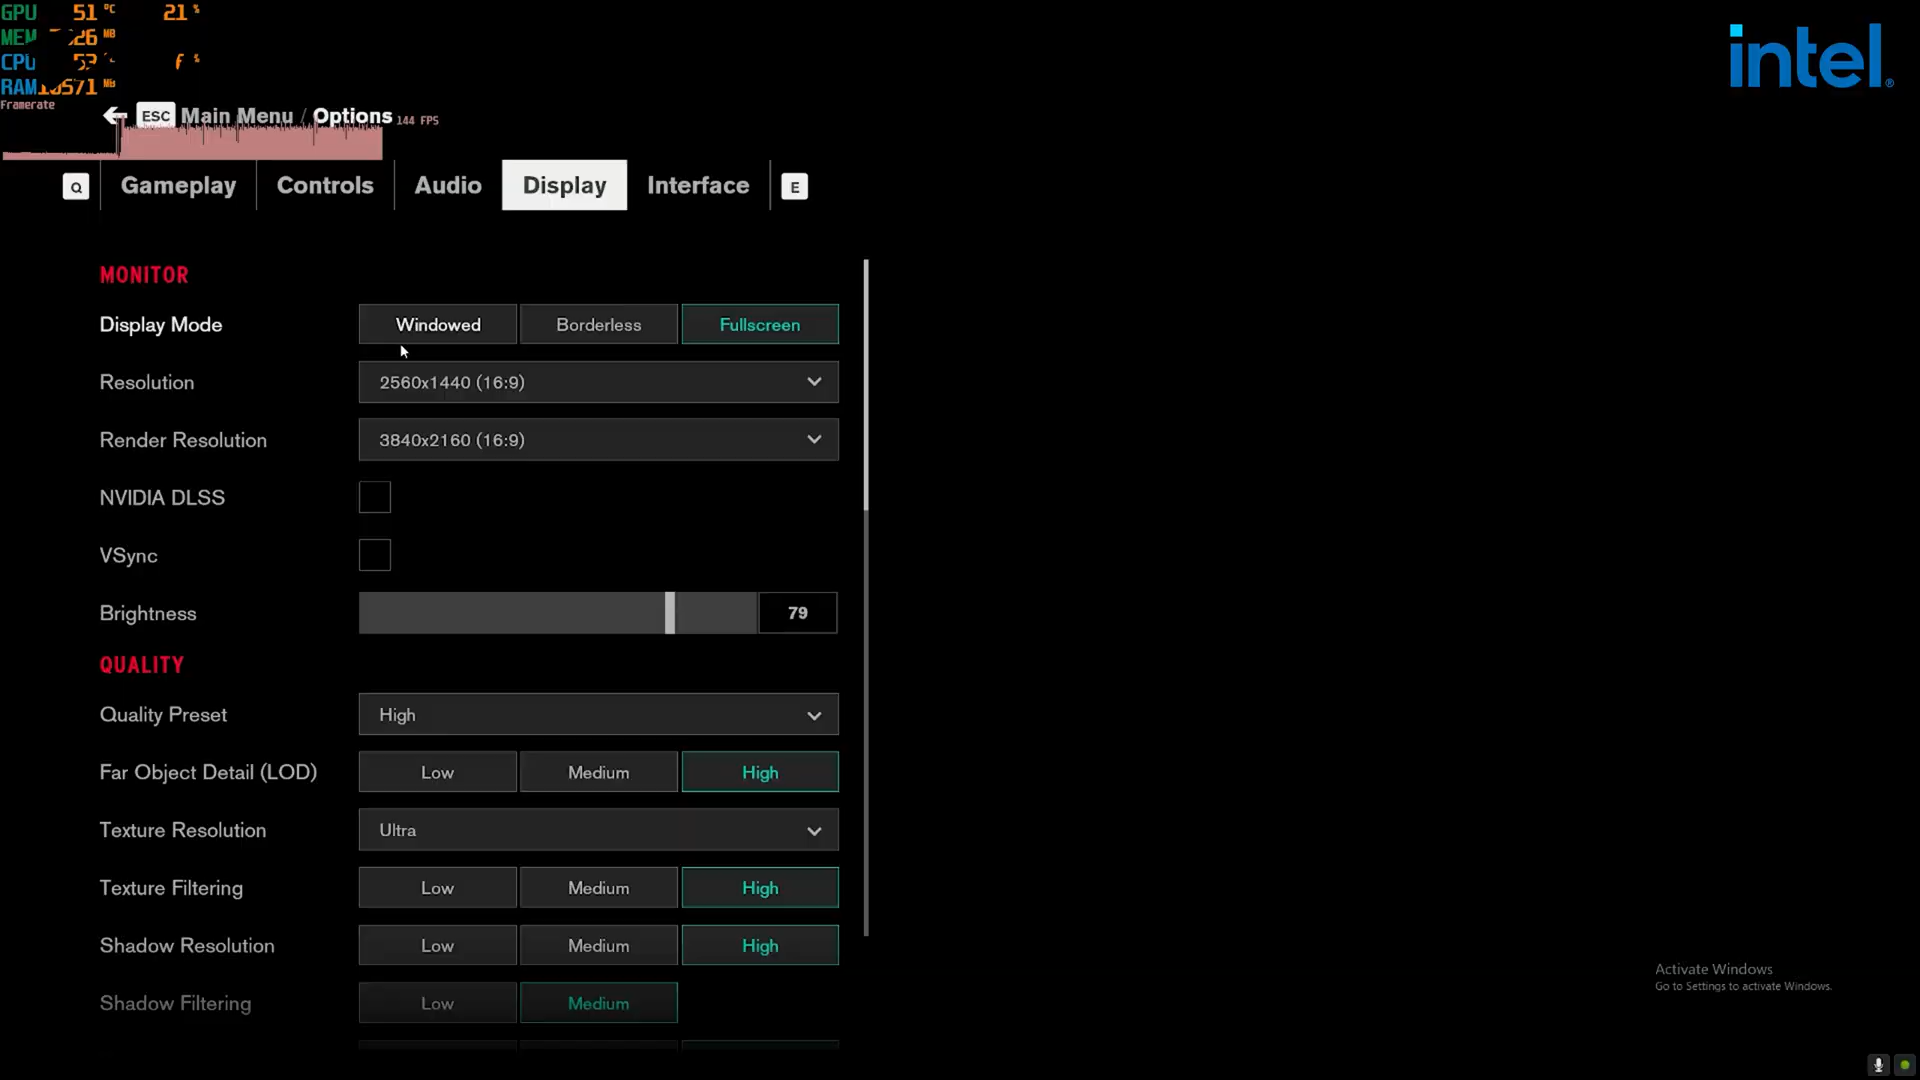 GPU 51 °C 21 %
MEM 26 MB
CPU %
RAM MB
Framerate
intel®
ESC Main Menu / Options 144 FPS
Q Gameplay Controls Audio Display Interface E
MONITOR
Display Mode Windowed Borderless Fullscreen
Resolution 2560x1440 (16:9)
Render Resolution 3840x2160 (16:9)
NVIDIA DLSS
VSync
Brightness 79
QUALITY
Quality Preset High
Far Object Detail (LOD) Low Medium High
Texture Resolution Ultra
Texture Filtering Low Medium High
Shadow Resolution Low Medium High
Shadow Filtering Low Medium
Activate Windows
Go to Settings to activate Windows.